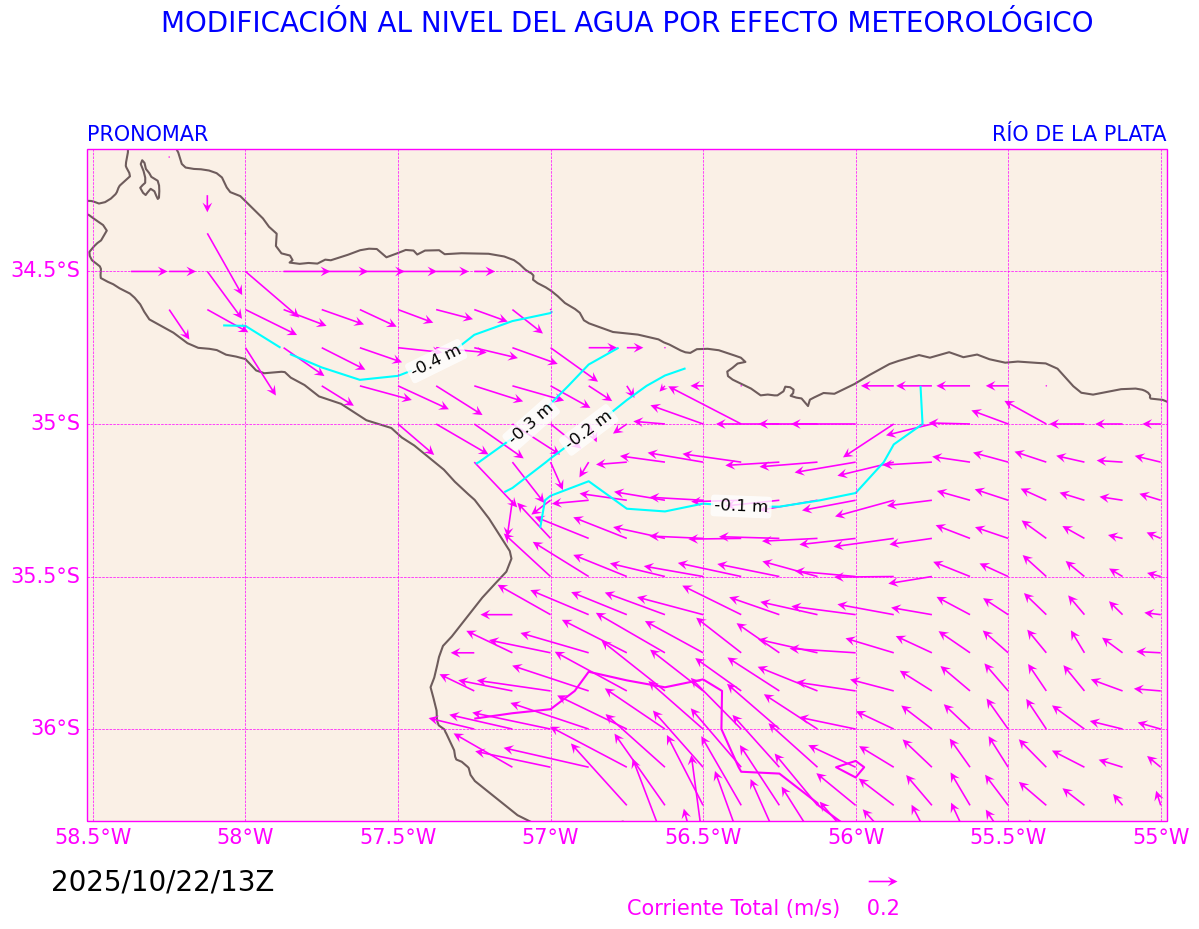 MODIFICACIÓN AL NIVEL DEL AGUA POR EFECTO METEOROLÓGICO
PRONOMAR
RÍO DE LA PLATA
34.5°S
35°S
35.5°S
36°S
-0.4 m
-0.3 m
-0.2 m
-0.1 m
58.5°W
58°W
57.5°W
57°W
56.5°W
56°W
55.5°W
55°W
2025/10/22/13Z
Corriente Total (m/s) 0.2